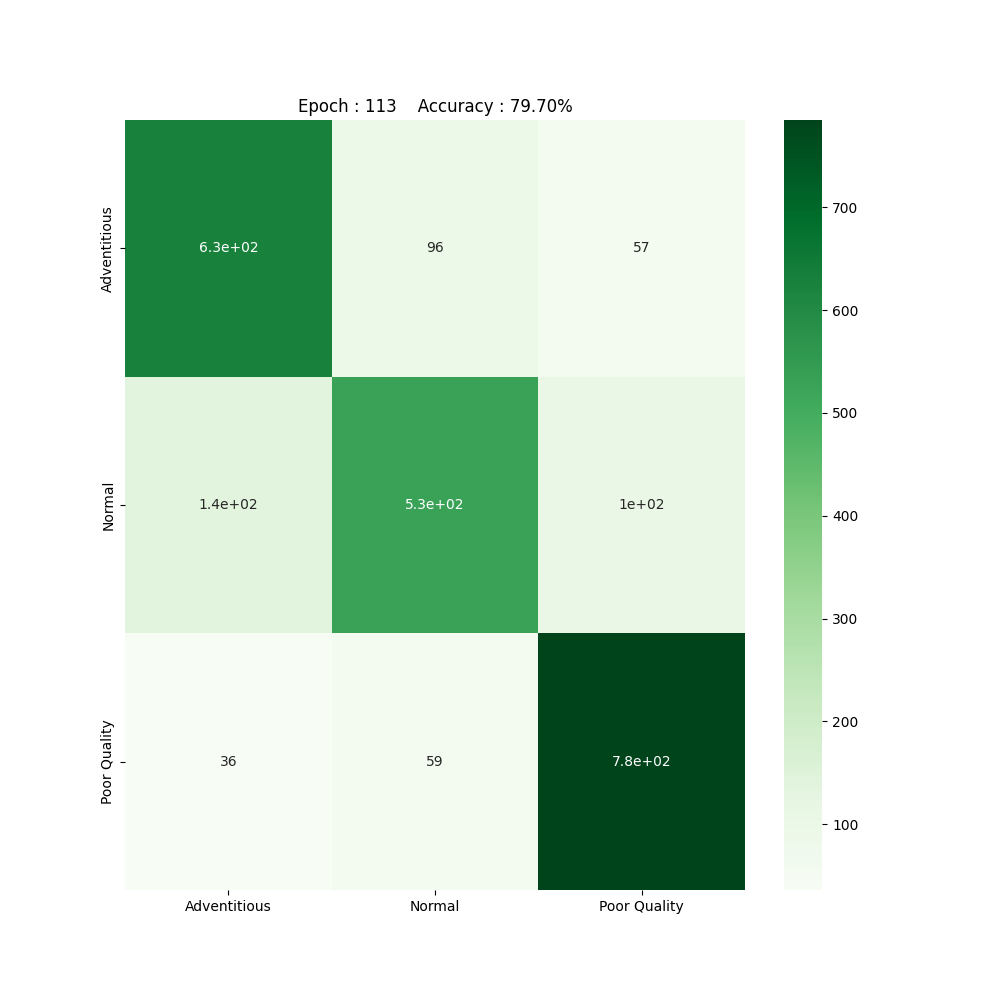 Epoch : 113    Accuracy : 79.70%
Adventitious
6.3e+02
96
57
Normal
1.4e+02
5.3e+02
1e+02
Poor Quality
36
59
7.8e+02
Adventitious
Normal
Poor Quality
700
600
500
400
300
200
100